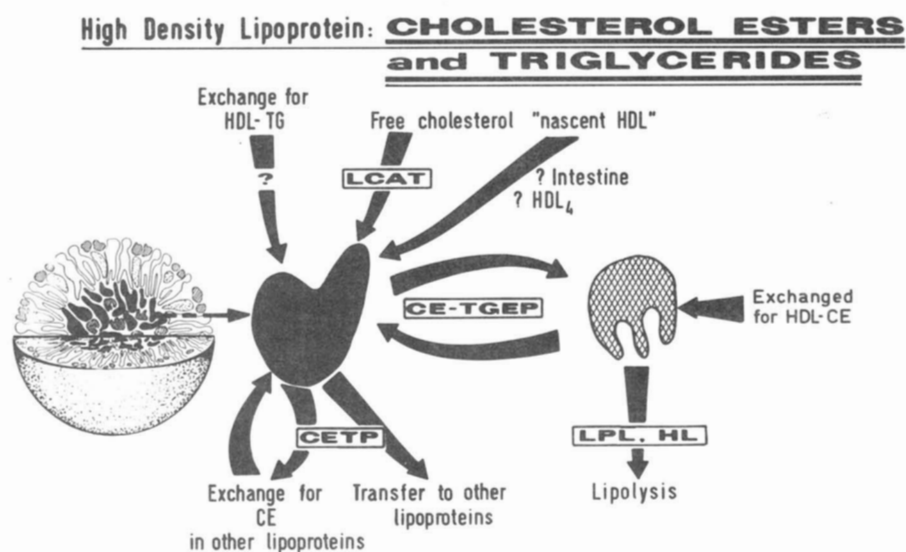 High Density Lipoprotein: CHOLESTEROL ESTERS
and TRIGLYCERIDES
Exchange for
HDL-TG
Free cholesterol "nascent HDL"
?
LCAT
? Intestine
? HDL₄
CE-TGEP
Exchanged
for HDL-CE
CETP
LPL, HL
Exchange for
CE
in other lipoproteins
Transfer to other
lipoproteins
Lipolysis